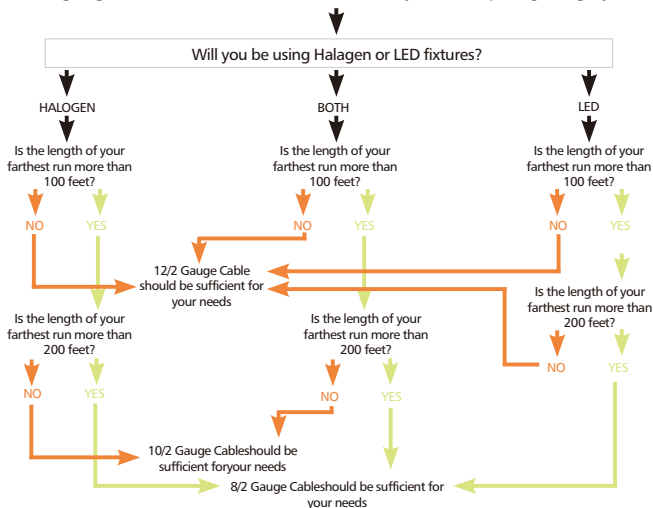 Will you be using Halagen or LED fixtures?
HALOGEN
BOTH
LED
Is the length of your
farthest run more than
100 feet?
Is the length of your
farthest run more than
100 feet?
Is the length of your
farthest run more than
100 feet?
NO
YES
NO
YES
NO
YES
12/2 Gauge Cable
should be sufficient for
your needs
Is the length of your
farthest run more than
200 feet?
Is the length of your
farthest run more than
200 feet?
Is the length of your
farthest run more than
200 feet?
NO
YES
NO
YES
NO
YES
10/2 Gauge Cableshould be
sufficient foryour needs
8/2 Gauge Cableshould be sufficient for
your needs